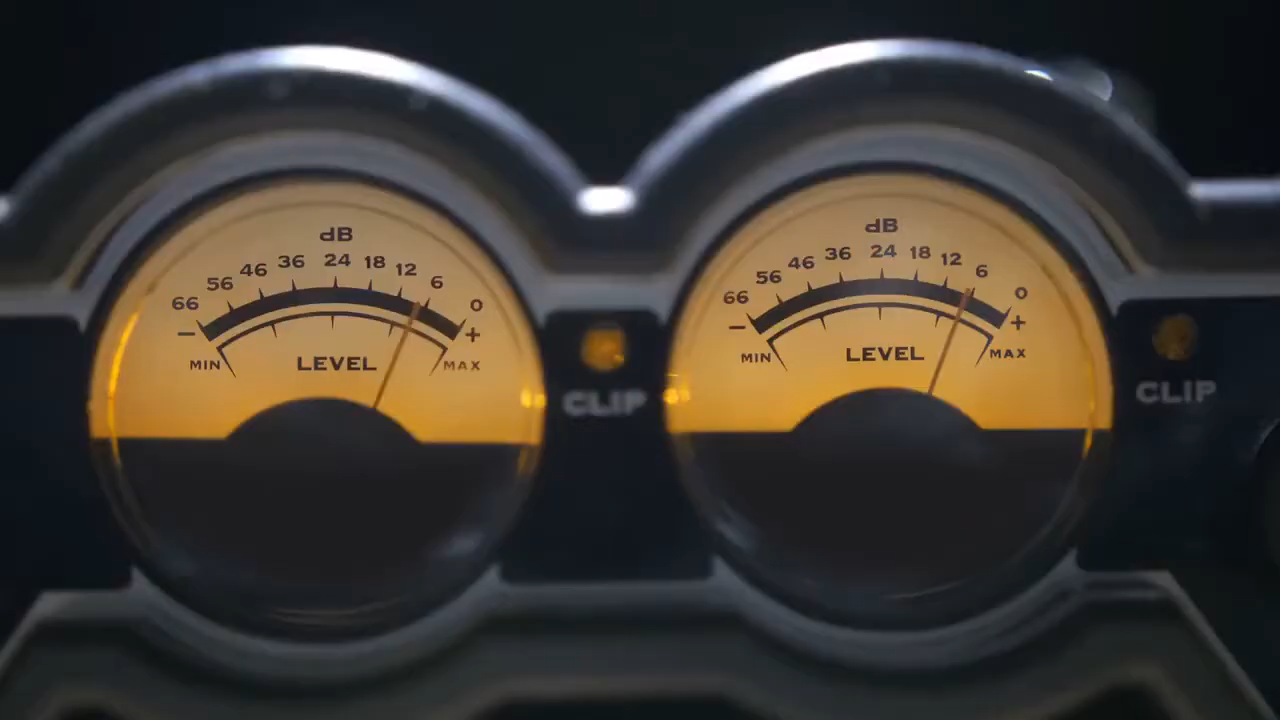 dB
66 56 46 36 24 18 12 6 0
− +
MIN LEVEL MAX
CLIP
dB
66 56 46 36 24 18 12 6 0
− +
MIN LEVEL MAX
CLIP